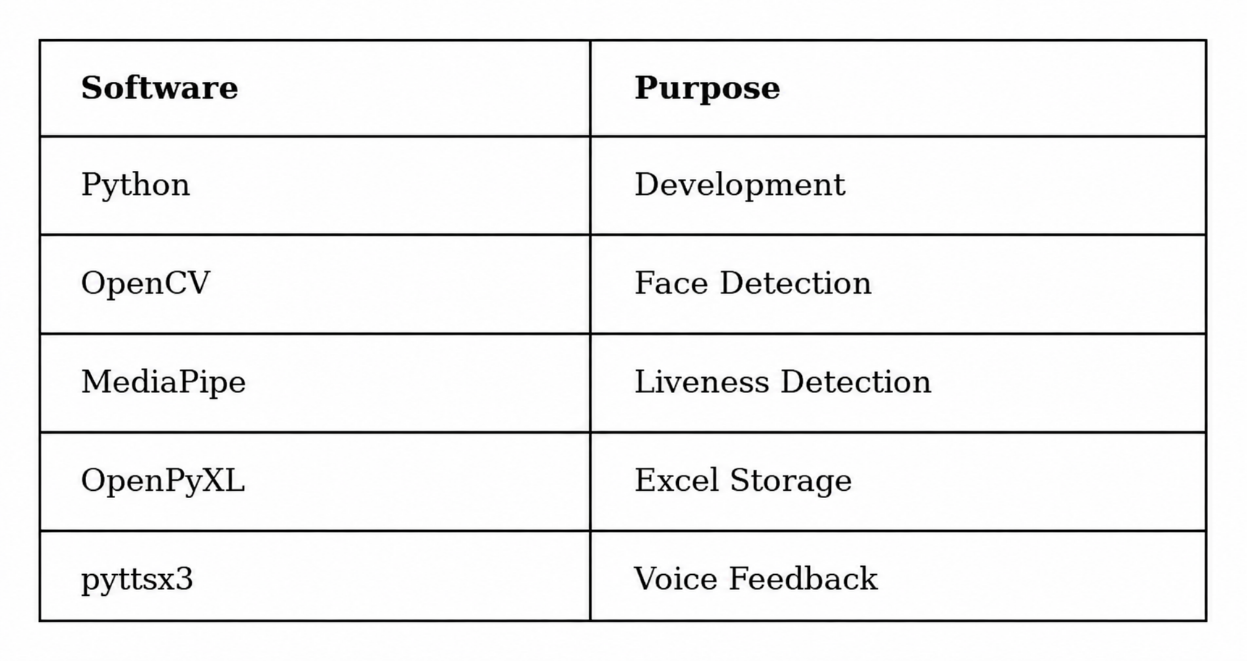 Software Purpose
Python Development
OpenCV Face Detection
MediaPipe Liveness Detection
OpenPyXL Excel Storage
pyttsx3 Voice Feedback